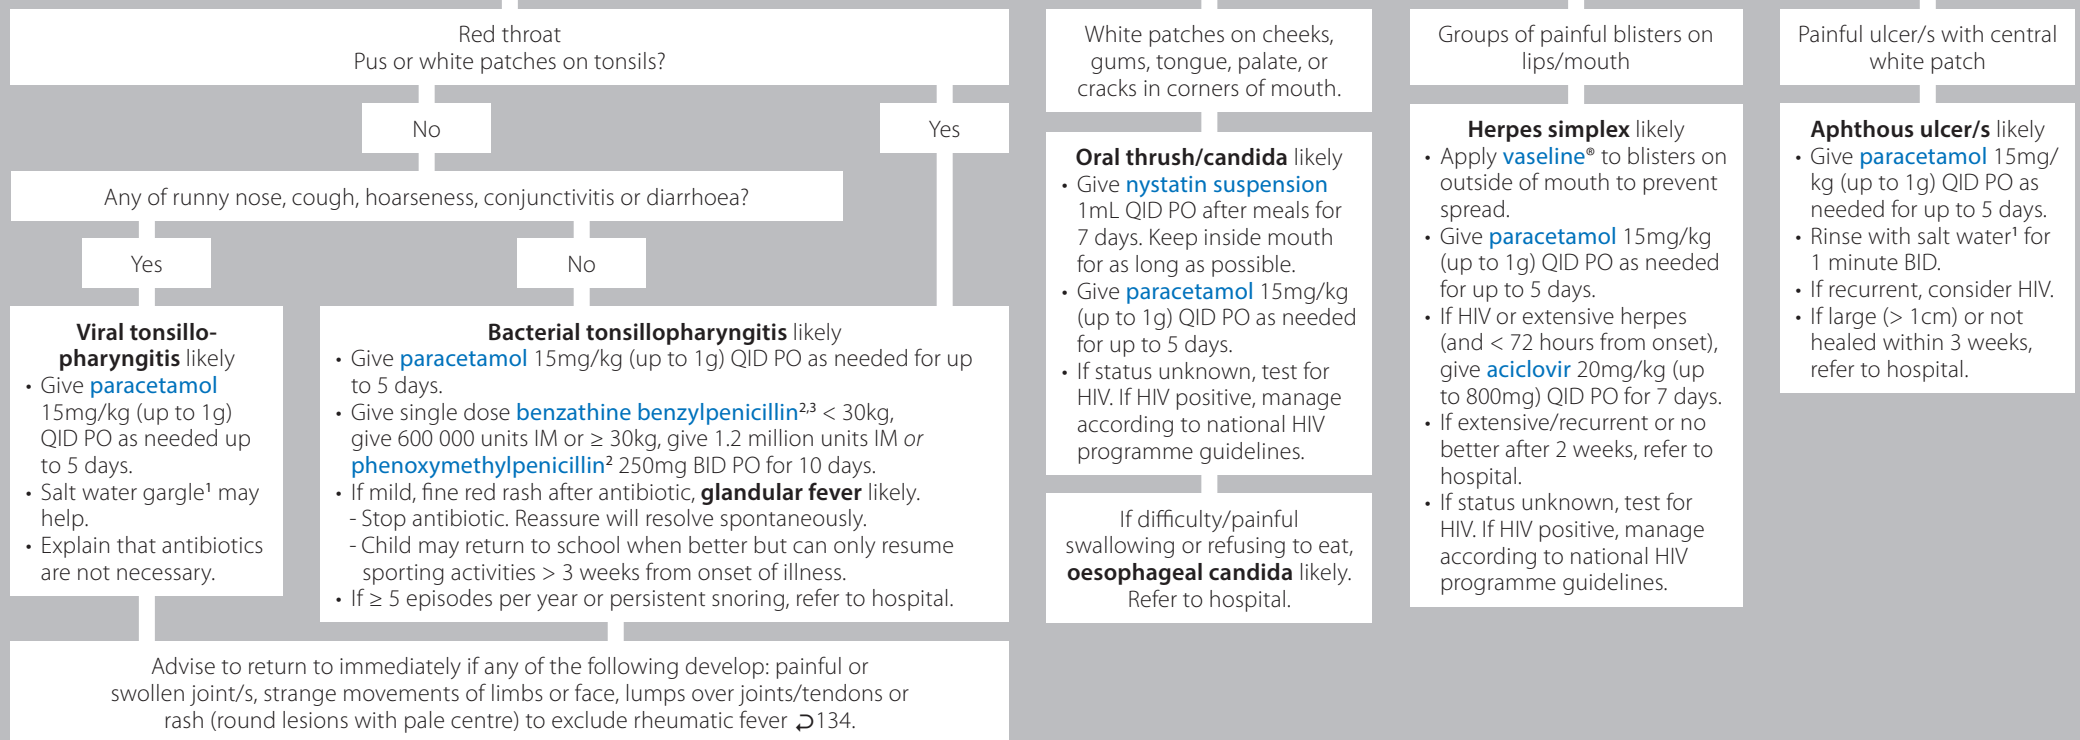 Red throat
Pus or white patches on tonsils?
No
Yes
Any of runny nose, cough, hoarseness, conjunctivitis or diarrhoea?
Yes
No
Viral tonsillo-
pharyngitis likely
• Give paracetamol
15mg/kg (up to 1g)
QID PO as needed up
to 5 days.
• Salt water gargle¹ may
help.
• Explain that antibiotics
are not necessary.
Bacterial tonsillopharyngitis likely
• Give paracetamol 15mg/kg (up to 1g) QID PO as needed for up
to 5 days.
• Give single dose benzathine benzylpenicillin²,³ < 30kg,
give 600 000 units IM or ≥ 30kg, give 1.2 million units IM or
phenoxymethylpenicillin² 250mg BID PO for 10 days.
• If mild, fine red rash after antibiotic, glandular fever likely.
- Stop antibiotic. Reassure will resolve spontaneously.
- Child may return to school when better but can only resume
sporting activities > 3 weeks from onset of illness.
• If ≥ 5 episodes per year or persistent snoring, refer to hospital.
Advise to return to immediately if any of the following develop: painful or
swollen joint/s, strange movements of limbs or face, lumps over joints/tendons or
rash (round lesions with pale centre) to exclude rheumatic fever ⮌134.
White patches on cheeks,
gums, tongue, palate, or
cracks in corners of mouth.
Oral thrush/candida likely
• Give nystatin suspension
1mL QID PO after meals for
7 days. Keep inside mouth
for as long as possible.
• Give paracetamol 15mg/kg
(up to 1g) QID PO as needed
for up to 5 days.
• If status unknown, test for
HIV. If HIV positive, manage
according to national HIV
programme guidelines.
If difficulty/painful
swallowing or refusing to eat,
oesophageal candida likely.
Refer to hospital.
Groups of painful blisters on
lips/mouth
Herpes simplex likely
• Apply vaseline® to blisters on
outside of mouth to prevent
spread.
• Give paracetamol 15mg/kg
(up to 1g) QID PO as needed
for up to 5 days.
• If HIV or extensive herpes
(and < 72 hours from onset),
give aciclovir 20mg/kg (up
to 800mg) QID PO for 7 days.
• If extensive/recurrent or no
better after 2 weeks, refer to
hospital.
• If status unknown, test for
HIV. If HIV positive, manage
according to national HIV
programme guidelines.
Painful ulcer/s with central
white patch
Aphthous ulcer/s likely
• Give paracetamol 15mg/
kg (up to 1g) QID PO as
needed for up to 5 days.
• Rinse with salt water¹ for
1 minute BID.
• If recurrent, consider HIV.
• If large (> 1cm) or not
healed within 3 weeks,
refer to hospital.